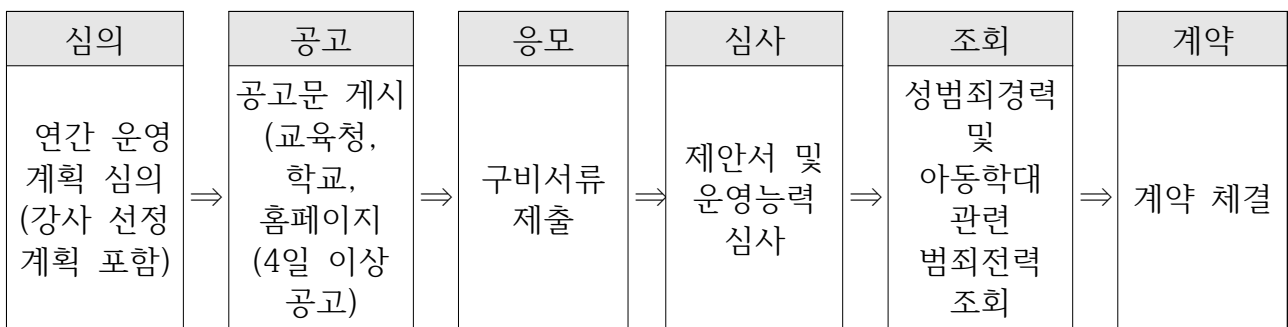 심의
연간 운영
계획 심의
(강사 선정
계획 포함)
⇒
공고
공고문 게시
(교육청,
학교,
홈페이지
(4일 이상
공고)
⇒
응모
구비서류
제출
⇒
심사
제안서 및
운영능력
심사
⇒
조회
성범죄경력
및
아동학대
관련
범죄전력
조회
⇒
계약
계약 체결